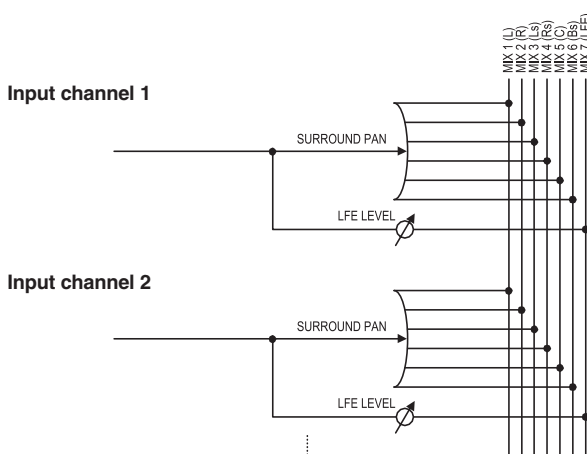 MIX 1 (L)
MIX 2 (R)
MIX 3 (Ls)
MIX 4 (Rs)
MIX 5 (C)
MIX 6 (Bs)
MIX 7 (LFE)
Input channel 1
SURROUND PAN
LFE LEVEL
Input channel 2
SURROUND PAN
LFE LEVEL